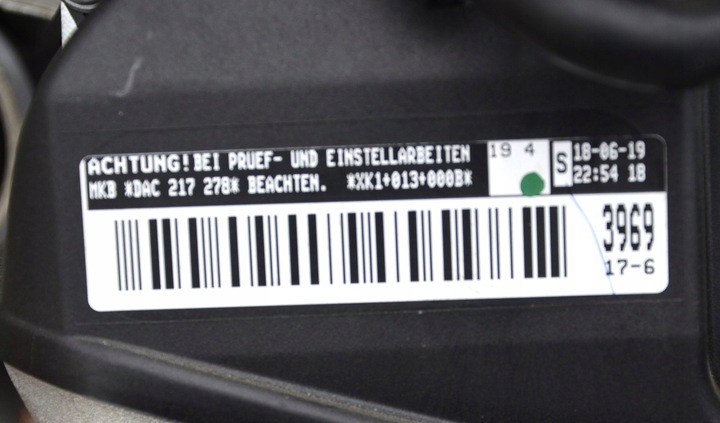 ACHTUNG! BEI PRUEF- UND EINSTELLARBEITEN
MKB *DAC 217 278* BEACHTEN. *XK1+013+000B*
19 4
S
18-06-19
22:54 18
3969
17-6